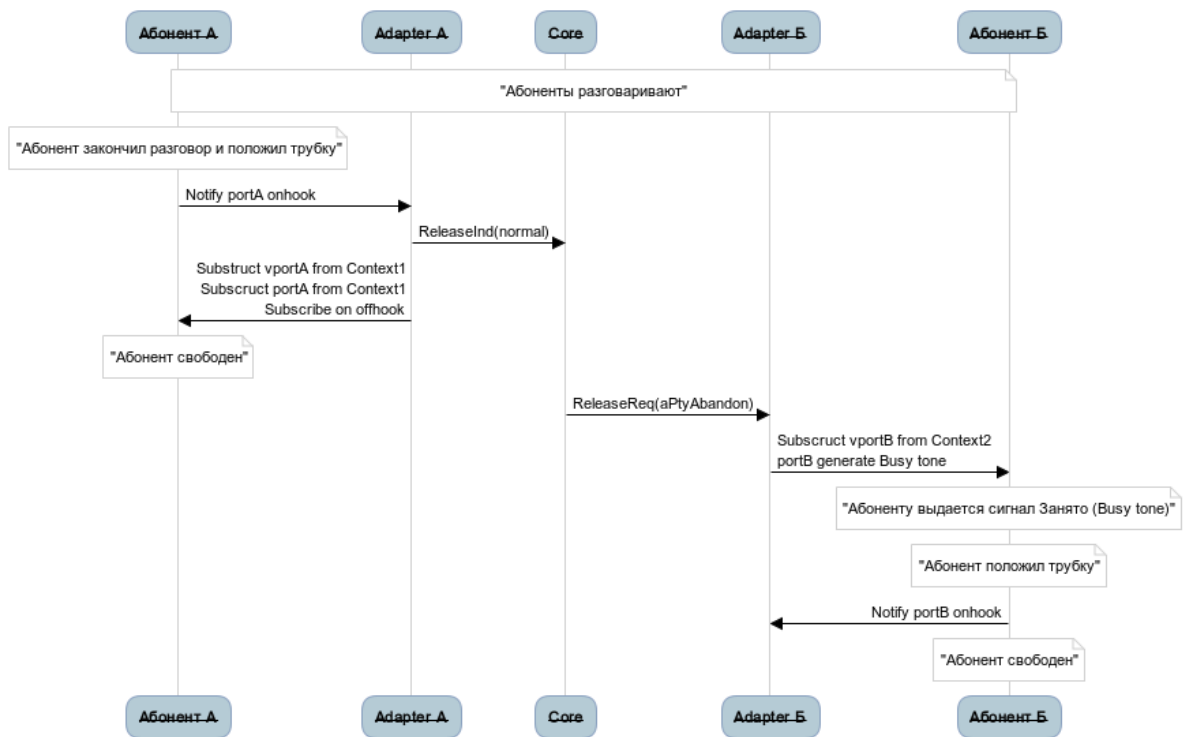 Абонент А Adapter А Core Adapter Б Абонент Б
"Абоненты разговаривают"
"Абонент закончил разговор и положил трубку"
Notify portA onhook
ReleaseInd(normal)
Substruct vportA from Context1
Subscruct portA from Context1
Subscribe on offhook
"Абонент свободен"
ReleaseReq(aPtyAbandon)
Subscruct vportB from Context2
portB generate Busy tone
"Абоненту выдается сигнал Занято (Busy tone)"
"Абонент положил трубку"
Notify portB onhook
"Абонент свободен"
Абонент А Adapter А Core Adapter Б Абонент Б